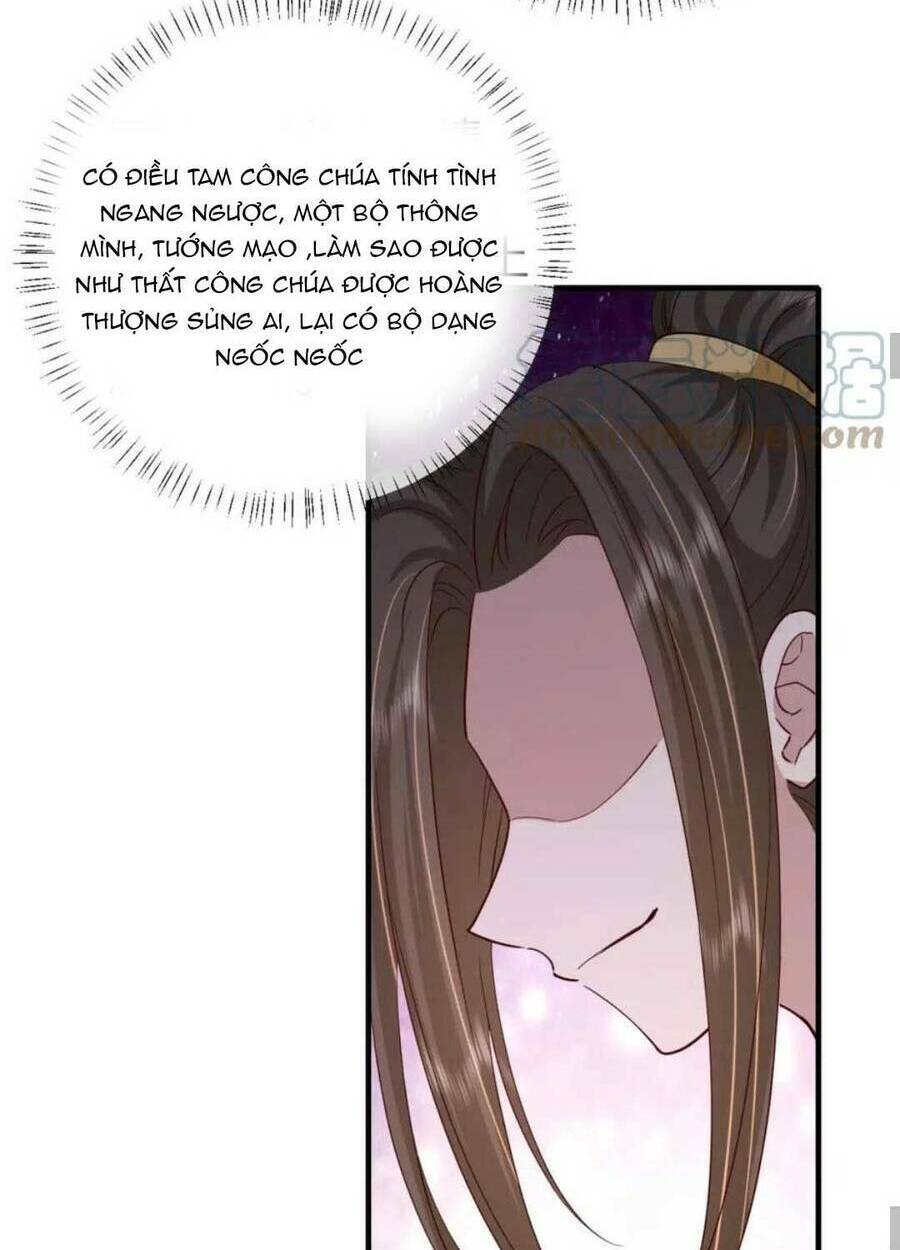 CÓ ĐIỀU TAM CÔNG CHÚA TÍNH TÌNH
NGANG NGƯỢC, MỘT BỘ THÔNG
MÌNH, TƯỚNG MẠO ,LÀM SAO ĐƯỢC
NHƯ THẤT CÔNG CHÚA ĐƯỢC HOÀNG
THƯỢNG SỦNG AI, LẠI CÓ BỘ DẠNG
NGỐC NGỐC